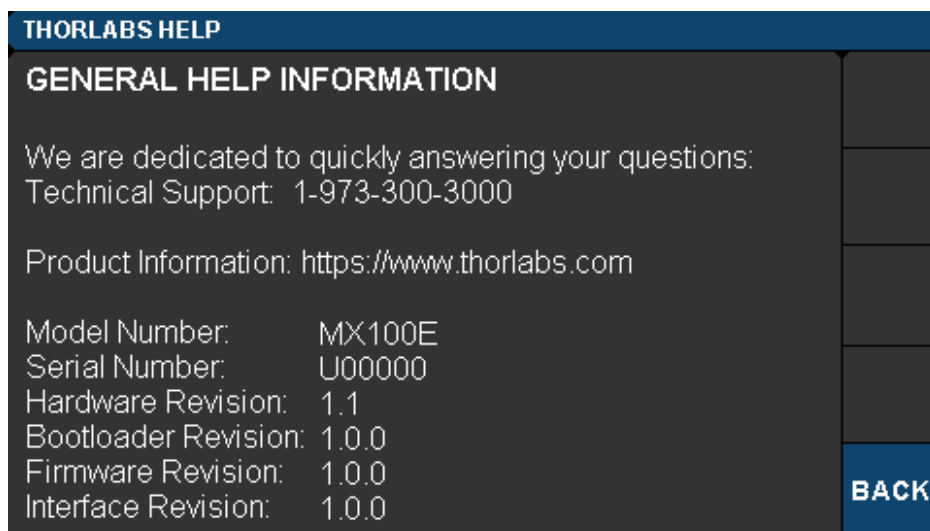 THORLABS HELP
GENERAL HELP INFORMATION
We are dedicated to quickly answering your questions:
Technical Support: 1-973-300-3000
Product Information: https://www.thorlabs.com
Model Number: MX100E
Serial Number: U00000
Hardware Revision: 1.1
Bootloader Revision: 1.0.0
Firmware Revision: 1.0.0
Interface Revision: 1.0.0
BACK